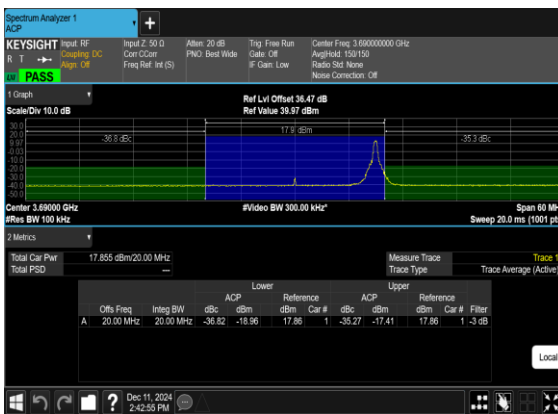 Spectrum Analyzer 1
ACP
KEYSIGHT Input: RF Input Z: 50 Ω Atten: 20 dB Trig: Free Run Center Freq: 3.690000000 GHz
R T Coupling: DC Corr CCorr PNO: Best Wide Gate: Off Avg|Hold: 150/150
Align: Off Freq Ref: Int (S) IF Gain: Low Radio Std: None
Noise Correction: Off
PASS
1 Graph
Ref Lvl Offset 36.47 dB
Scale/Div 10.0 dB Ref Value 39.97 dBm
30.0
20.0 17.9 dBm
9.97 -36.8 dBc -35.3 dBc
-0.03
-10.0
-20.0
-30.0
-40.0
-50.0
Center 3.69000 GHz #Video BW 300.00 kHz* Span 60 MH
#Res BW 100 kHz Sweep 20.0 ms (1001 pt
2 Metrics
Total Car Pwr 17.855 dBm/20.00 MHz Measure Trace Trace 1
Total PSD — Trace Type Trace Average (Active)
Lower Upper
ACP Reference ACP Reference
Offs Freq Integ BW dBc dBm dBm Car # dBc dBm dBm Car # Filter
A 20.00 MHz 20.00 MHz -36.82 -18.96 17.86 1 -35.27 -17.41 17.86 1 -3 dB
Local
? Dec 11, 2024
2:42:55 PM